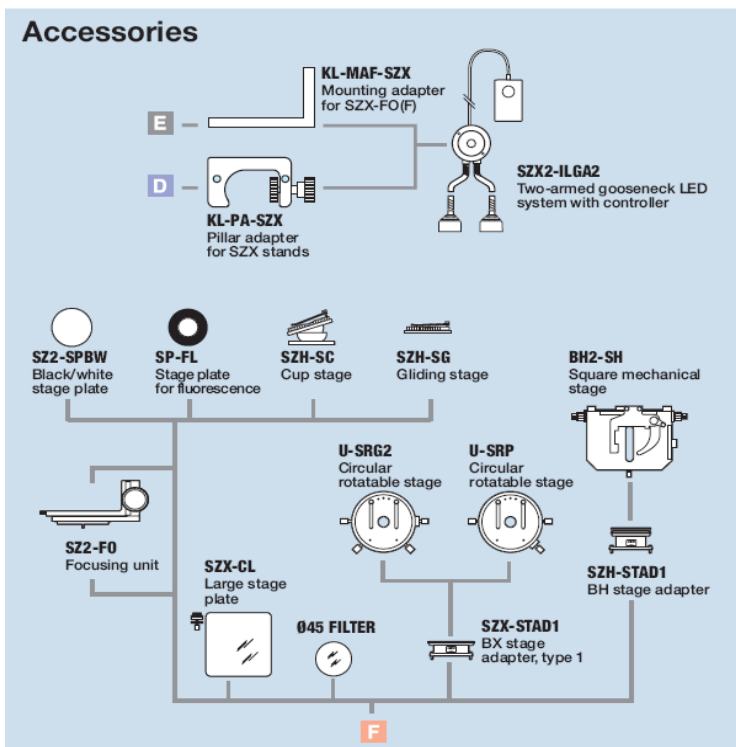 Accessories
KL-MAF-SZX
Mounting adapter
for SZX-FO(F)
E
SZX2-ILGA2
Two-armed gooseneck LED
system with controller
D
KL-PA-SZX
Pillar adapter
for SZX stands
SZ2-SPBW
Black/white
stage plate
SP-FL
Stage plate
for fluorescence
SZH-SC
Cup stage
SZH-SG
Gliding stage
BH2-SH
Square mechanical
stage
U-SRG2
Circular
rotatable stage
U-SRP
Circular
rotatable stage
SZ2-FO
Focusing unit
SZX-CL
Large stage
plate
Ø45 FILTER
SZX-STAD1
BX stage
adapter, type 1
SZH-STAD1
BH stage adapter
F